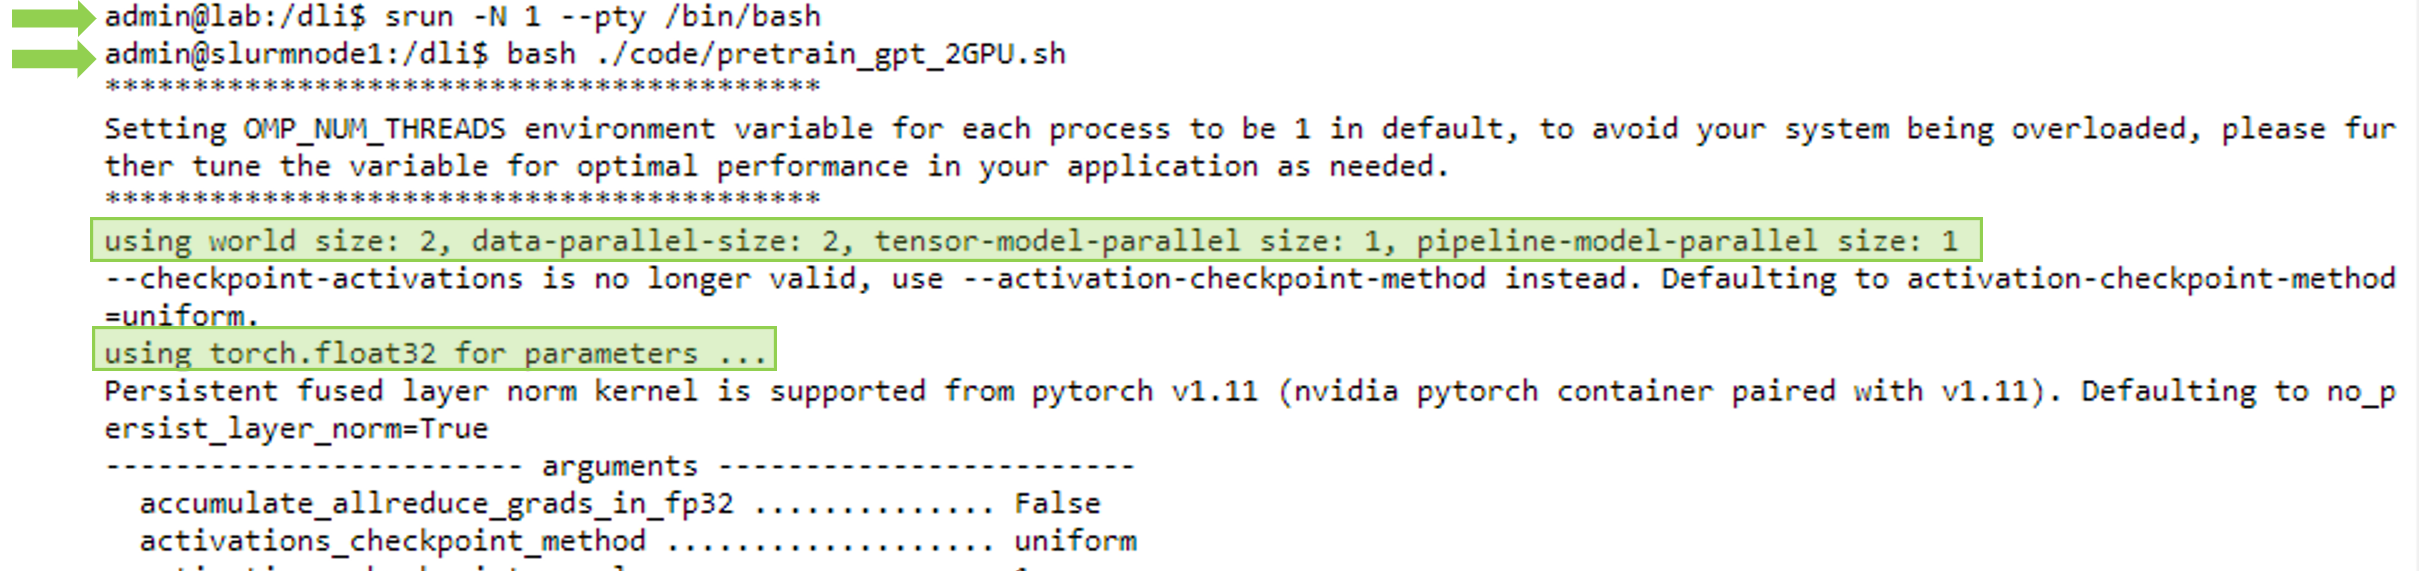 admin@lab:/dli$ srun -N 1 --pty /bin/bash
admin@slurmnode1:/dli$ bash ./code/pretrain_gpt_2GPU.sh
*****************************************
Setting OMP_NUM_THREADS environment variable for each process to be 1 in default, to avoid your system being overloaded, please fur
ther tune the variable for optimal performance in your application as needed.
*****************************************
using world size: 2, data-parallel-size: 2, tensor-model-parallel size: 1, pipeline-model-parallel size: 1
--checkpoint-activations is no longer valid, use --activation-checkpoint-method instead. Defaulting to activation-checkpoint-method
=uniform.
using torch.float32 for parameters ...
Persistent fused layer norm kernel is supported from pytorch v1.11 (nvidia pytorch container paired with v1.11). Defaulting to no_p
ersist_layer_norm=True
------------------------ arguments ------------------------
accumulate_allreduce_grads_in_fp32 .............. False
activations_checkpoint_method ................... uniform